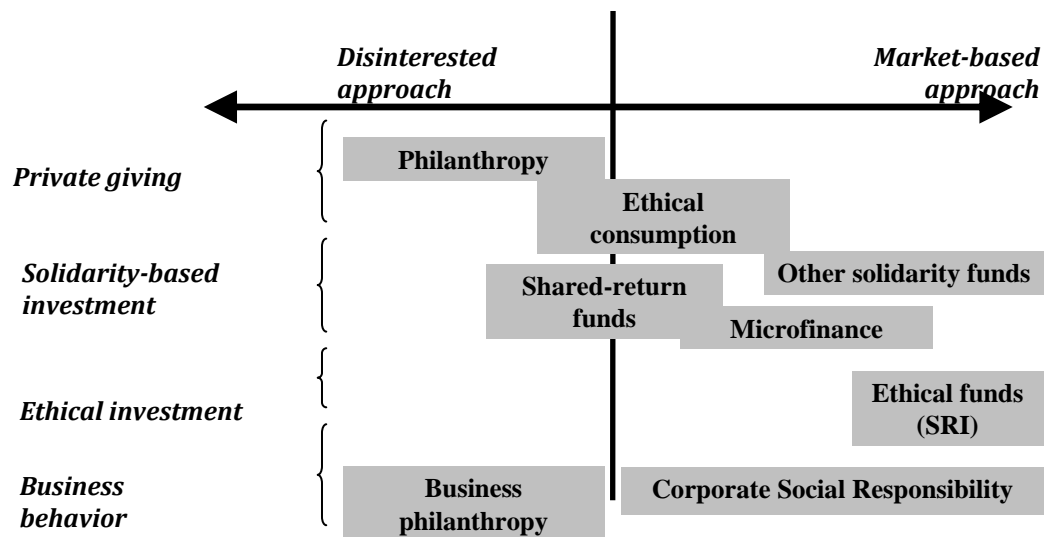 Disinterested
approach
Market-based
approach
Philanthropy
Private giving
Ethical
consumption
Solidarity-based
investment
Other solidarity funds
Shared-return
funds
Microfinance
Ethical investment
Ethical funds
(SRI)
Business
behavior
Business
philanthropy
Corporate Social Responsibility